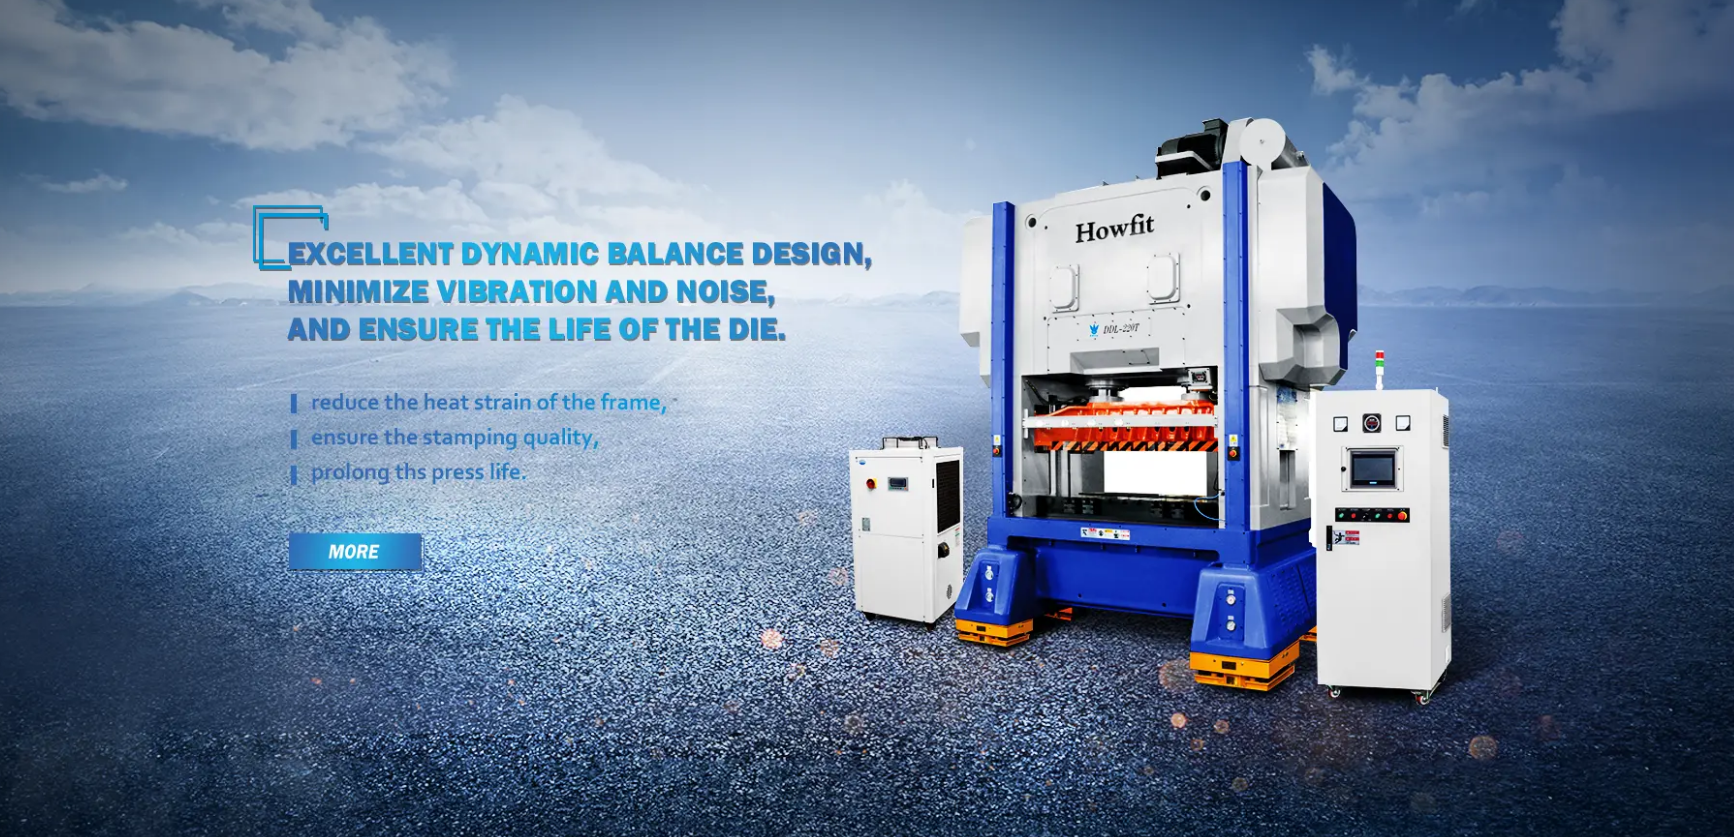 EXCELLENT DYNAMIC BALANCE DESIGN,
MINIMIZE VIBRATION AND NOISE,
AND ENSURE THE LIFE OF THE DIE.
reduce the heat strain of the frame,
ensure the stamping quality,
prolong ths press life.
MORE
Howfit
DDL-220T